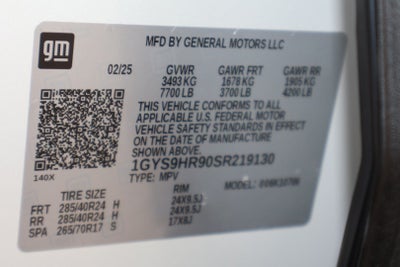 gm
MFD BY GENERAL MOTORS LLC
02/25 GVWR GAWR FRT GAWR RR
3493 KG 1678 KG 1905 KG
7700 LB 3700 LB 4200 LB
THIS VEHICLE CONFORMS TO ALL
APPLICABLE U.S. FEDERAL MOTOR
VEHICLE SAFETY STANDARDS IN EFFECT
ON THE DATE OF MANUFACTURE
SHOWN ABOVE.
1GYS9HR90SR219130
140X TYPE: MPV MODEL:
TIRE SIZE RIM
FRT 285/40R24 H 24X9.5J
RR 285/40R24 H 24X9.5J
SPA 265/70R17 S 17X8J